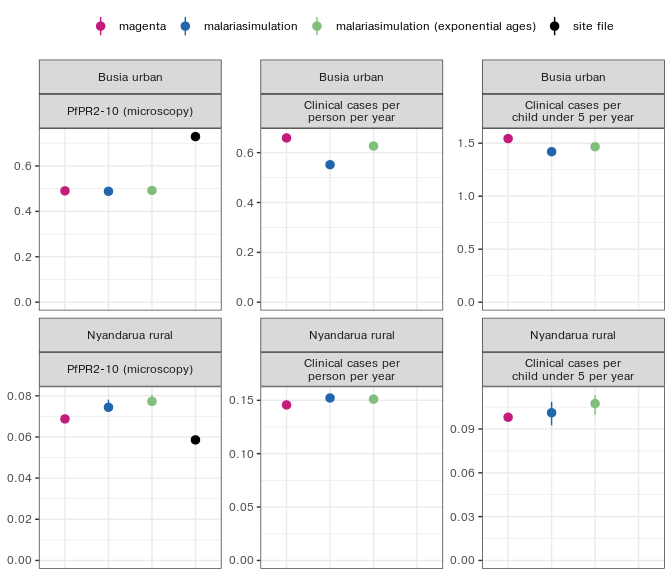 magenta malariasimulation malariasimulation (exponential ages) site file
Busia urban Busia urban Busia urban
PfPR2-10 (microscopy)
Clinical cases per
person per year
Clinical cases per
child under 5 per year
0.6
0.4
0.2
0.0
0.6
0.4
0.2
0.0
1.5
1.0
0.5
0.0
Nyandarua rural Nyandarua rural Nyandarua rural
PfPR2-10 (microscopy)
Clinical cases per
person per year
Clinical cases per
child under 5 per year
0.08
0.06
0.04
0.02
0.00
0.15
0.10
0.05
0.00
0.09
0.06
0.03
0.00